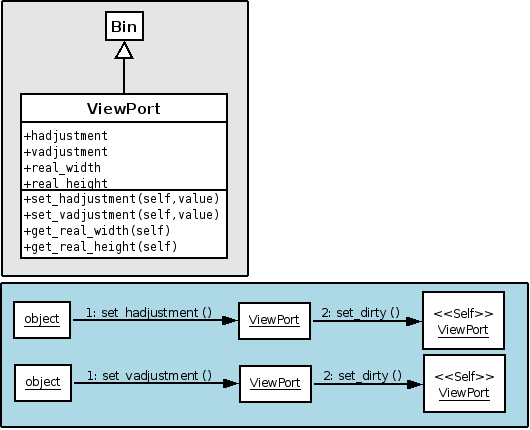 Bin
ViewPort
+hadjustment
+vadjustment
+real_width
+real_height
+set_hadjustment(self,value)
+set_vadjustment(self,value)
+get_real_width(self)
+get_real_height(self)
object
1: set_hadjustment()
ViewPort
2: set_dirty()
<<Self>>
ViewPort
object
1: set_vadjustment()
ViewPort
2: set_dirty()
<<Self>>
ViewPort